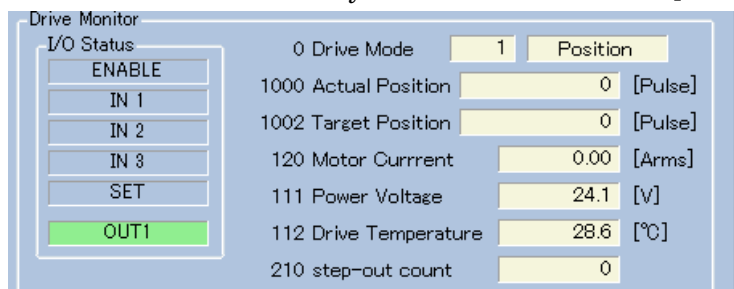 Drive Monitor
I/O Status
ENABLE
IN 1
IN 2
IN 3
SET
OUT1
0 Drive Mode 1 Position
1000 Actual Position 0 [Pulse]
1002 Target Position 0 [Pulse]
120 Motor Currrent 0.00 [Arms]
111 Power Voltage 24.1 [V]
112 Drive Temperature 28.6 [℃]
210 step-out count 0